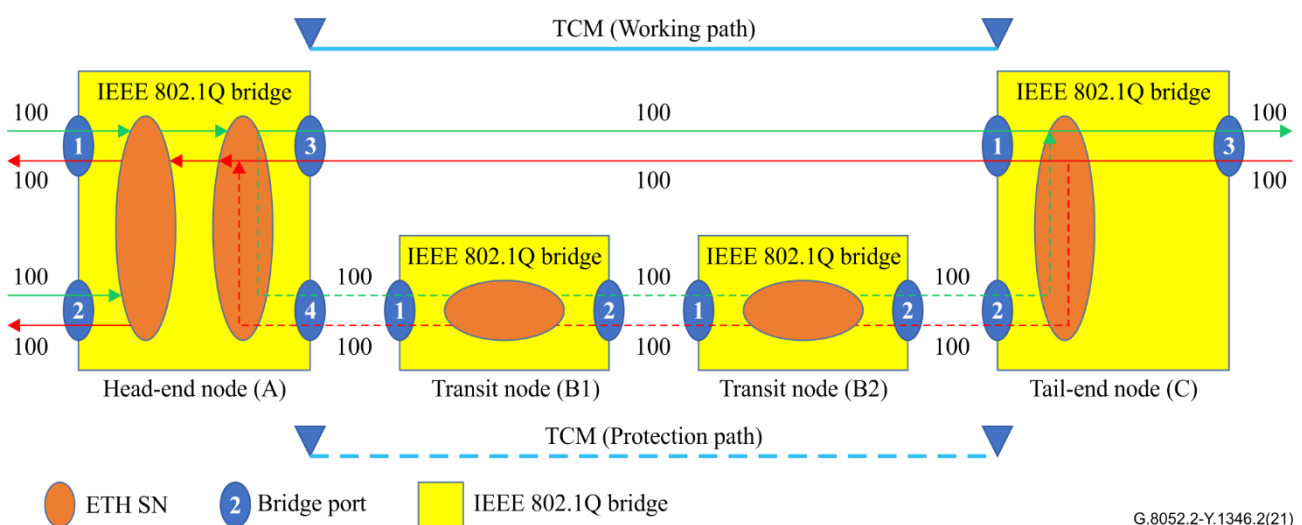 TCM (Working path)
IEEE 802.1Q bridge
IEEE 802.1Q bridge
100
100
100
1
3
1
3
100
100
100
IEEE 802.1Q bridge
IEEE 802.1Q bridge
100
100
100
100
2
4
1
2
1
2
2
100
100
100
100
Head-end node (A)
Transit node (B1)
Transit node (B2)
Tail-end node (C)
TCM (Protection path)
ETH SN
2
Bridge port
IEEE 802.1Q bridge
G.8052.2-Y.1346.2(21)